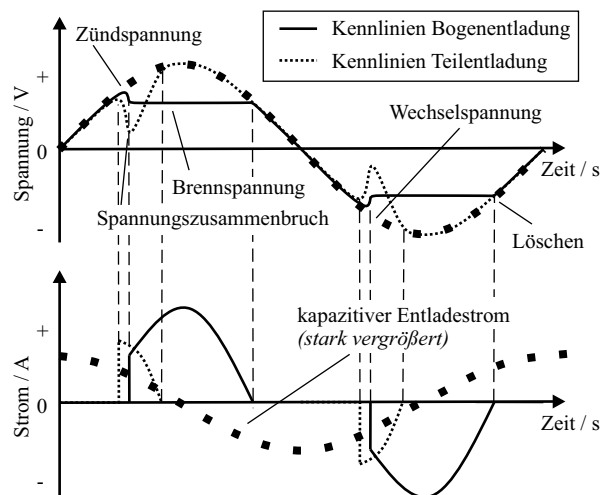 Zündspannung
Kennlinien Bogenentladung
Kennlinien Teilentladung
Spannung / V
+
0
-
Wechselspannung
Brennspannung
Spannungszusammenbruch
Zeit / s
Löschen
Strom / A
+
0
-
kapazitiver Entladestrom
(stark vergrößert)
Zeit / s